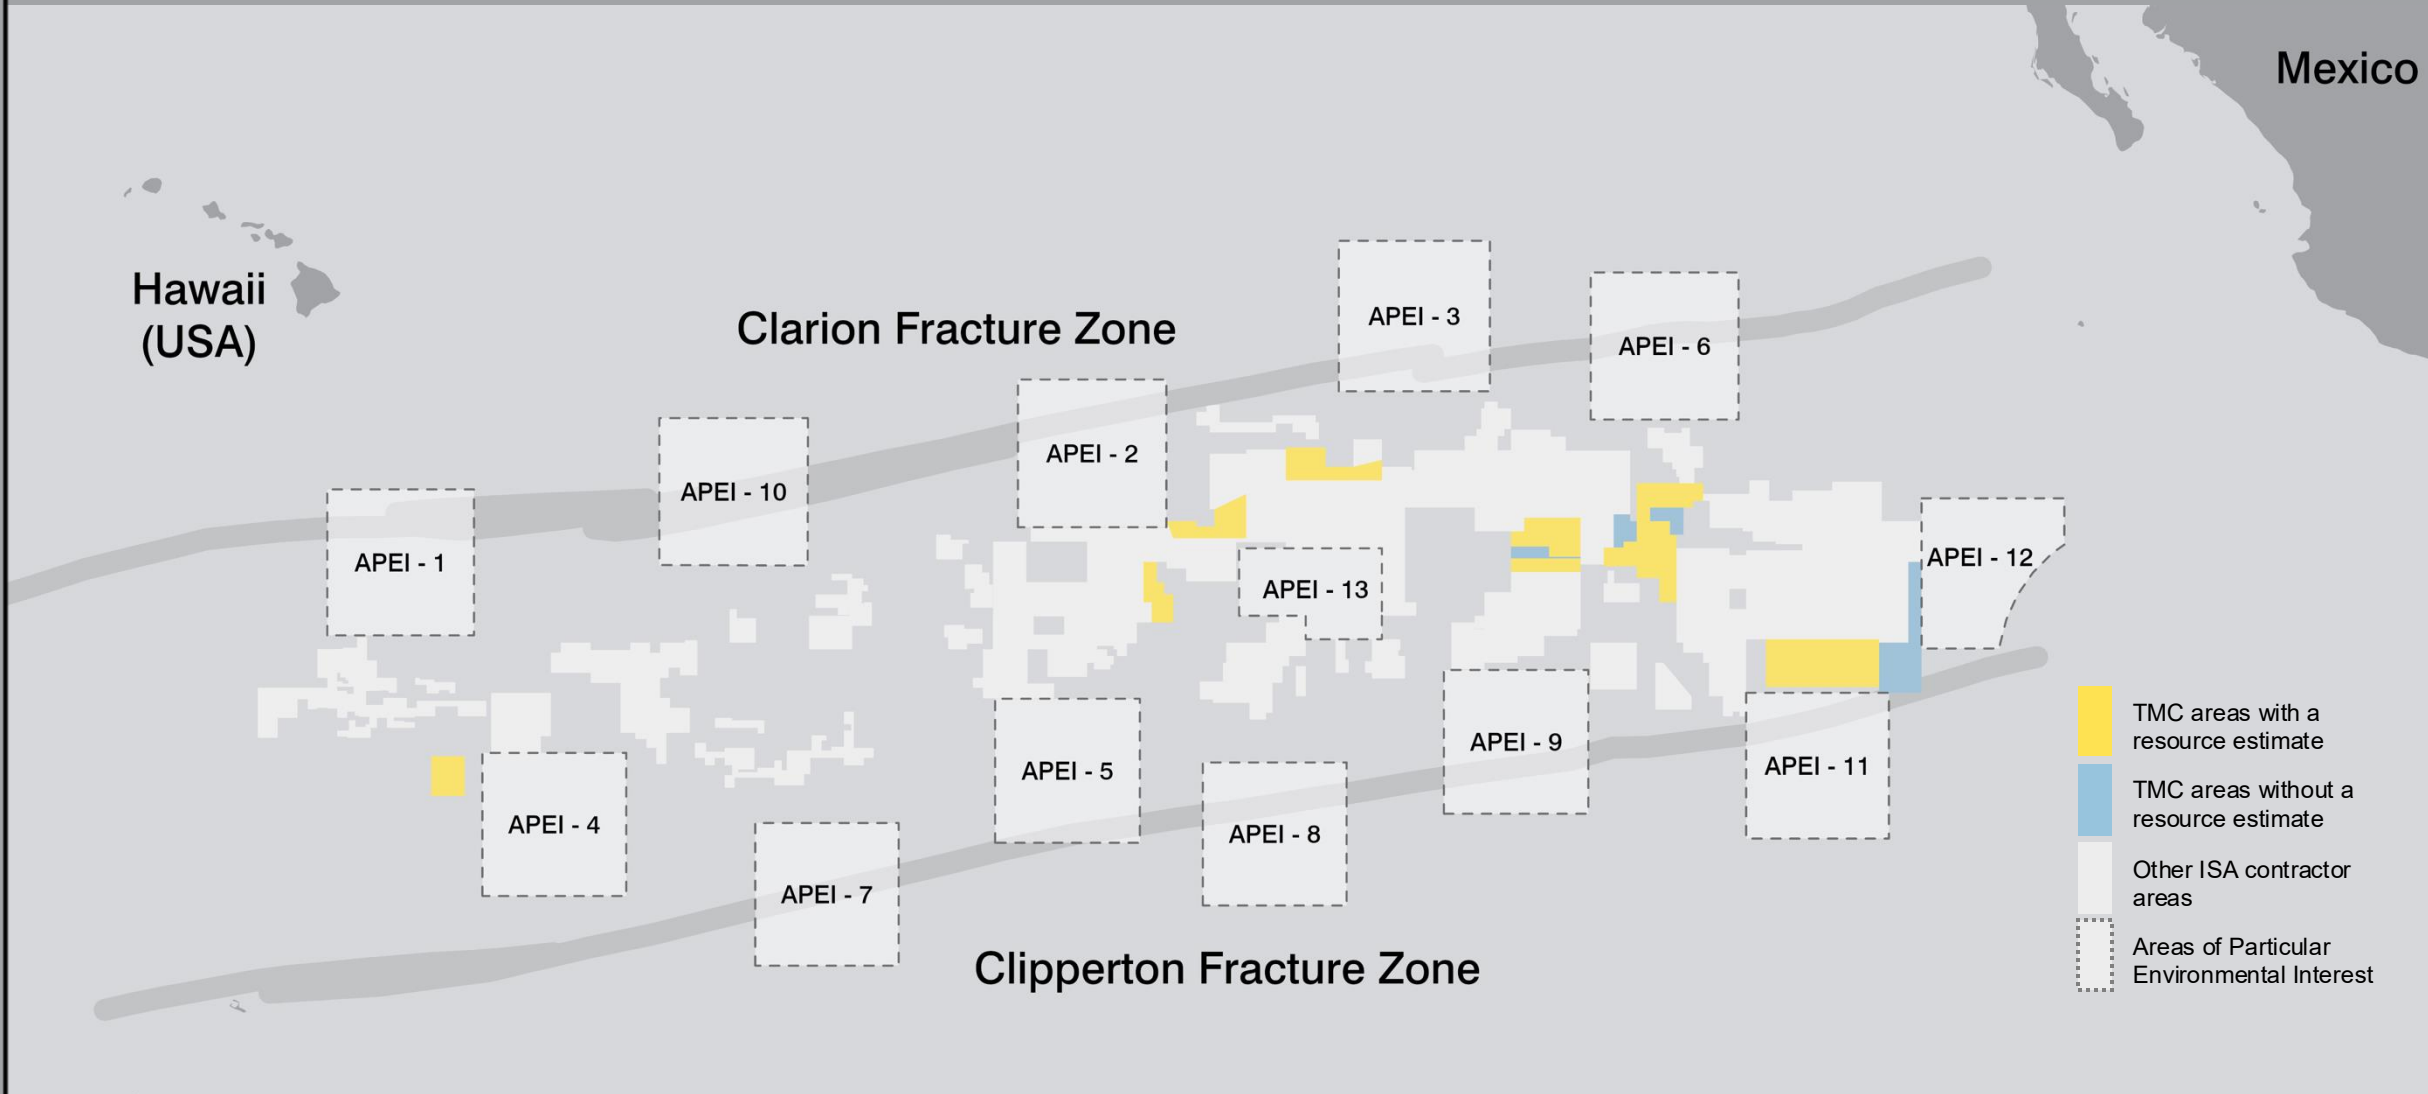 Mexico
Hawaii
(USA)
Clarion Fracture Zone
APEI - 3
APEI - 6
APEI - 2
APEI - 10
APEI - 1
APEI - 13
APEI - 12
APEI - 9
APEI - 11
APEI - 5
APEI - 4
APEI - 8
APEI - 7
Clipperton Fracture Zone
TMC areas with a
resource estimate
TMC areas without a
resource estimate
Other ISA contractor
areas
Areas of Particular
Environmental Interest